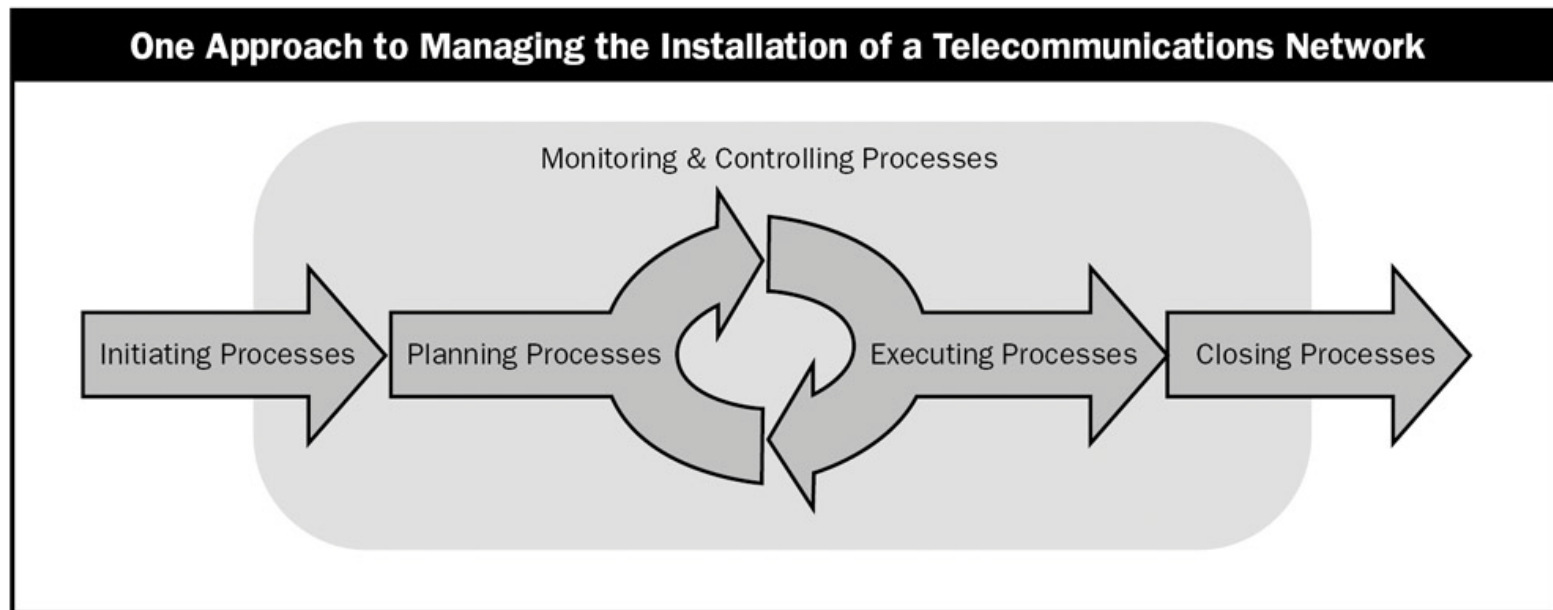 One Approach to Managing the Installation of a Telecommunications Network
Monitoring & Controlling Processes
Initiating Processes
Planning Processes
Executing Processes
Closing Processes